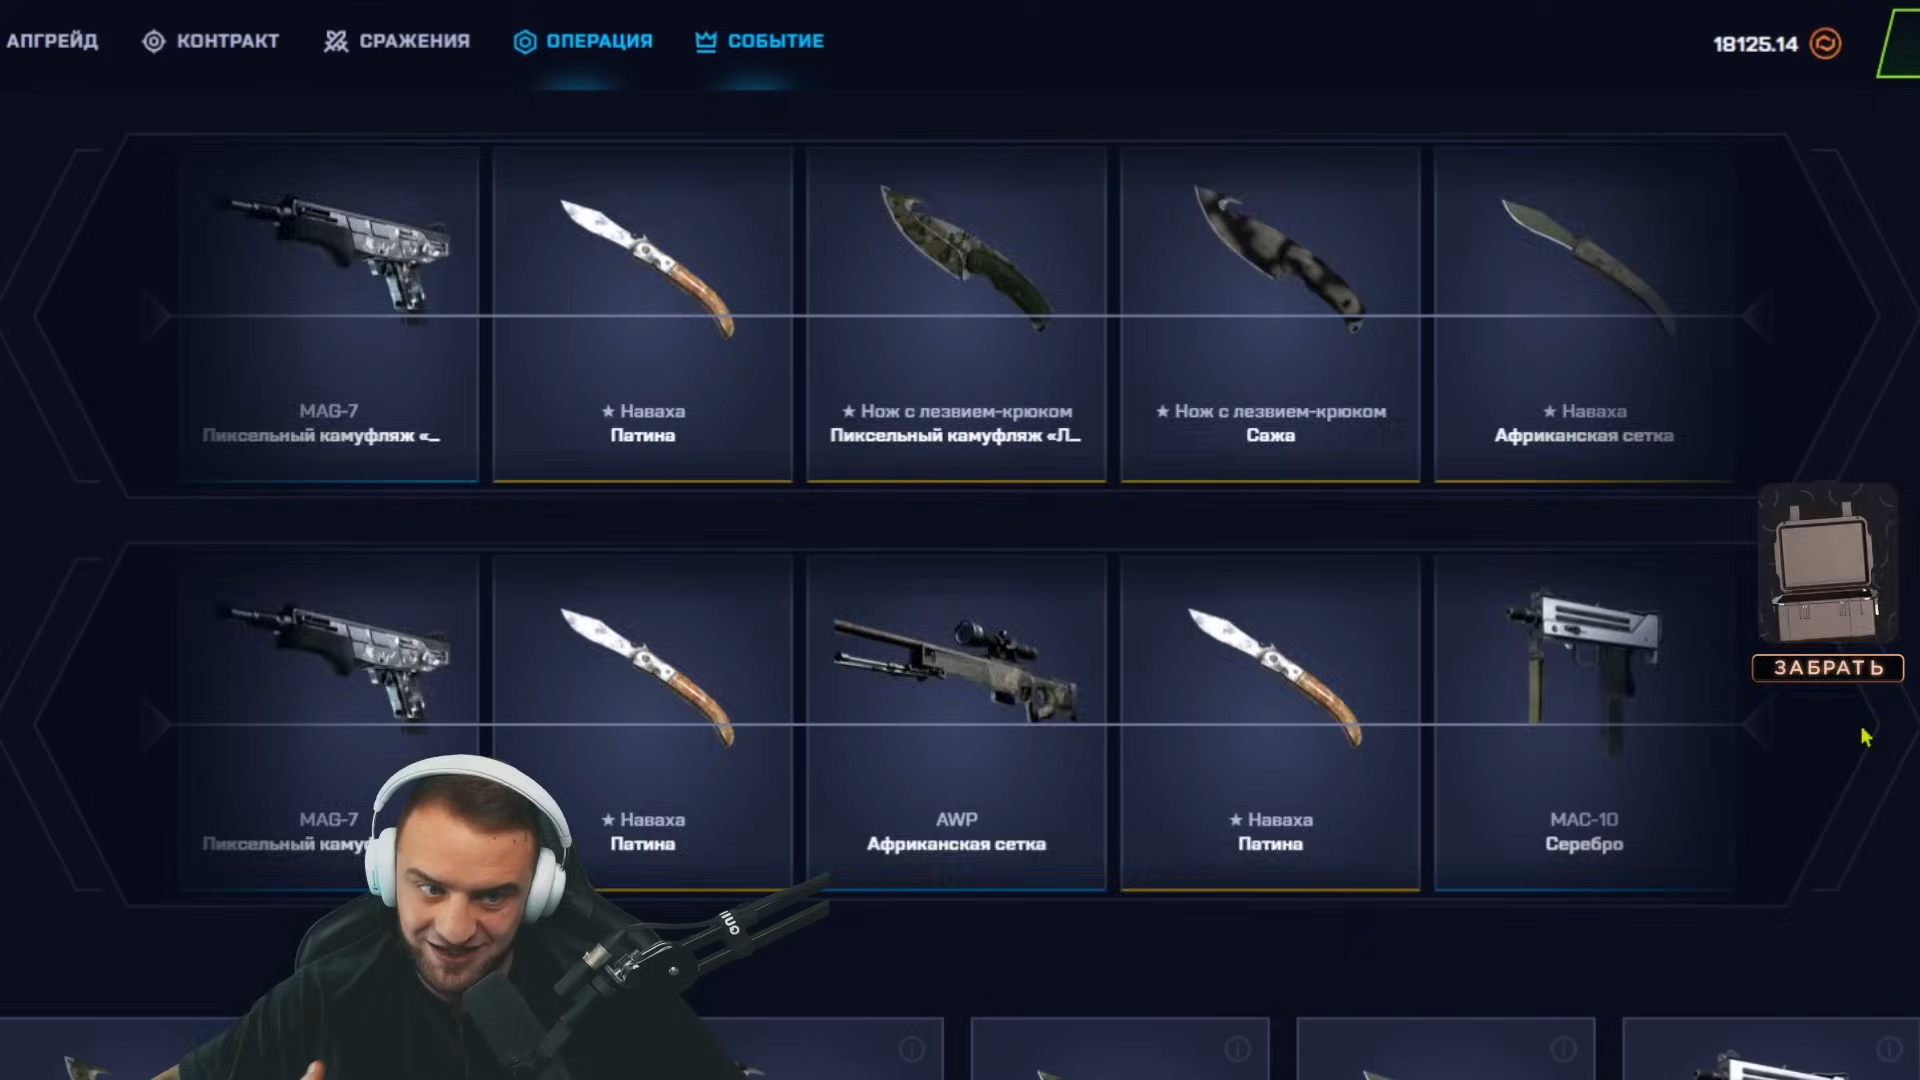 АПГРЕЙД КОНТРАКТ СРАЖЕНИЯ ОПЕРАЦИЯ СОБЫТИЕ 18125.14
MAG-7 ★ Наваха ★ Нож с лезвием-крюком ★ Нож с лезвием-крюком ★ Наваха
Пиксельный камуфляж «... Патина Пиксельный камуфляж «Л... Сажа Африканская сетка
ЗАБРАТЬ
MAG-7 ★ Наваха AWP ★ Наваха MAC-10
Пиксельный камуф Патина Африканская сетка Патина Серебро